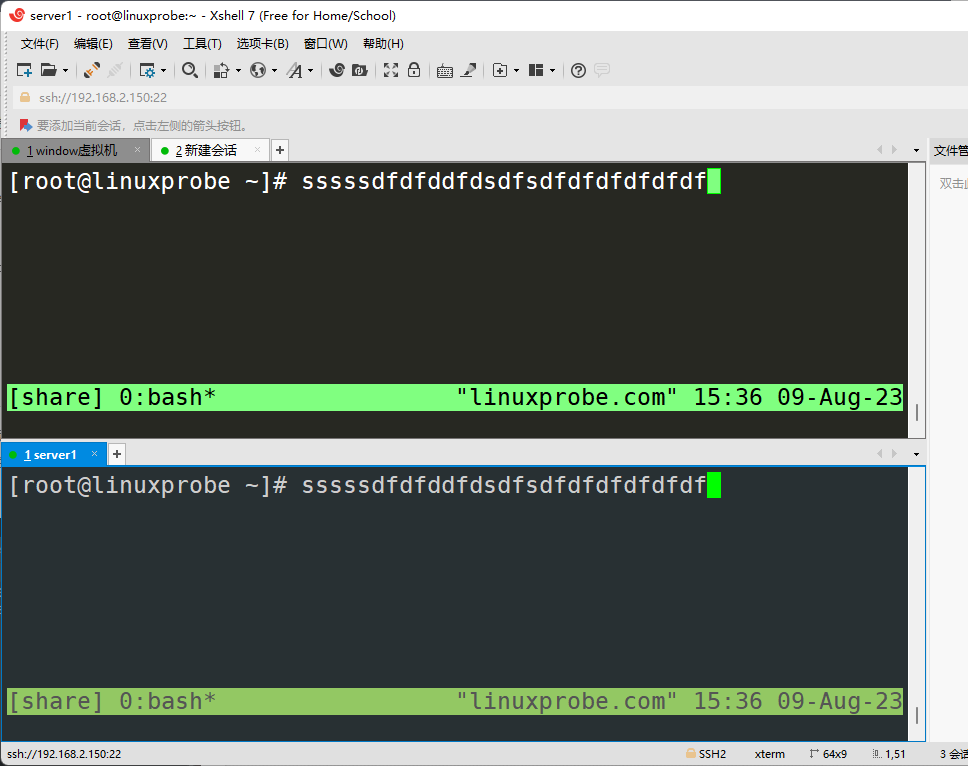 server1 - root@linuxprobe:~ - Xshell 7 (Free for Home/School)
文件(F) 编辑(E) 查看(V) 工具(T) 选项卡(B) 窗口(W) 帮助(H)
ssh://192.168.2.150:22
要添加当前会话，点击左侧的箭头按钮。
1 window虚拟机 × 2 新建会话 × +
文件管
双击此
[root@linuxprobe ~]# sssssdfdfddfdsdfsdfdfdfdfdfdf
[share] 0:bash* "linuxprobe.com" 15:36 09-Aug-23
1 server1 × +
[root@linuxprobe ~]# sssssdfdfddfdsdfsdfdfdfdfdfdf
[share] 0:bash* "linuxprobe.com" 15:36 09-Aug-23
ssh://192.168.2.150:22 SSH2 xterm 64x9 1,51 3 会话